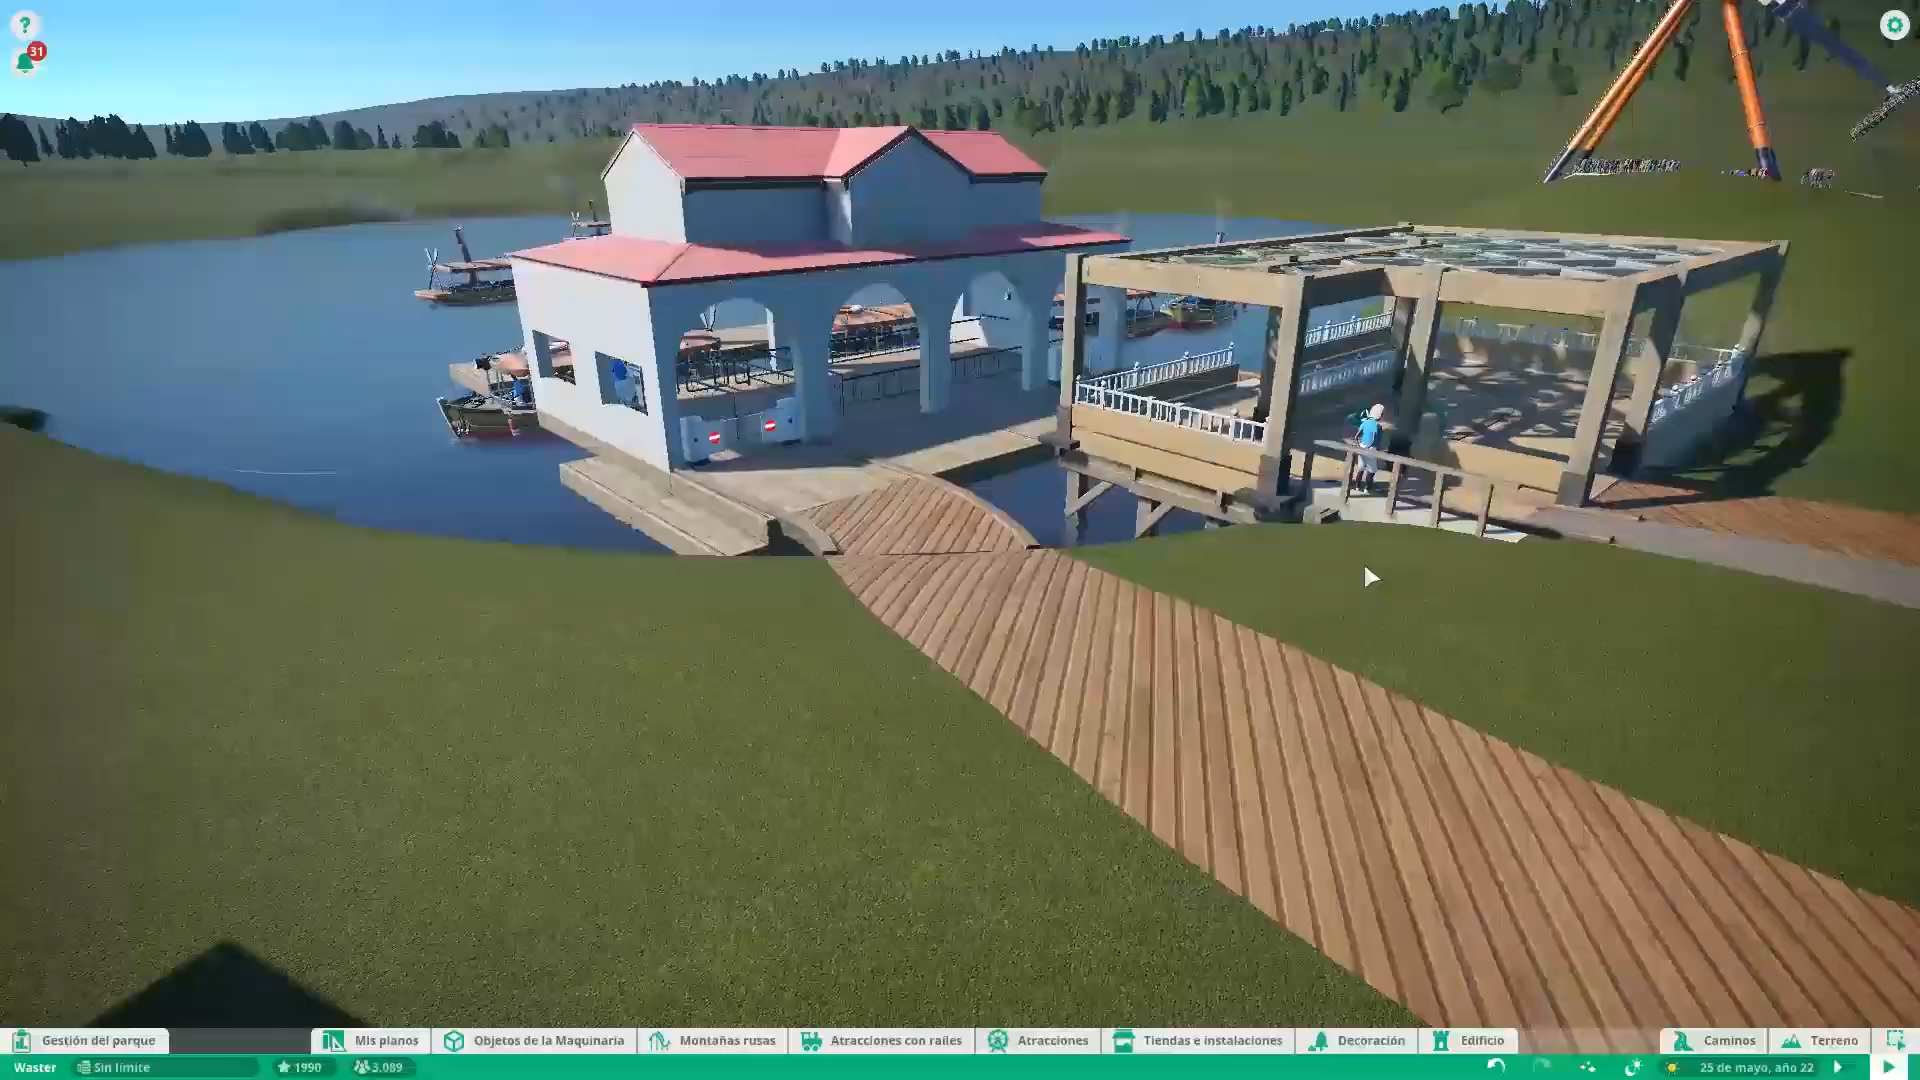 ?
31
Gestión del parque
Mis planos
Objetos de la Maquinaria
Montañas rusas
Atracciones con raíles
Atracciones
Tiendas e instalaciones
Decoración
Edificio
Caminos
Terreno
Waster
Sin límite
1990
3.089
25 de mayo, año 22